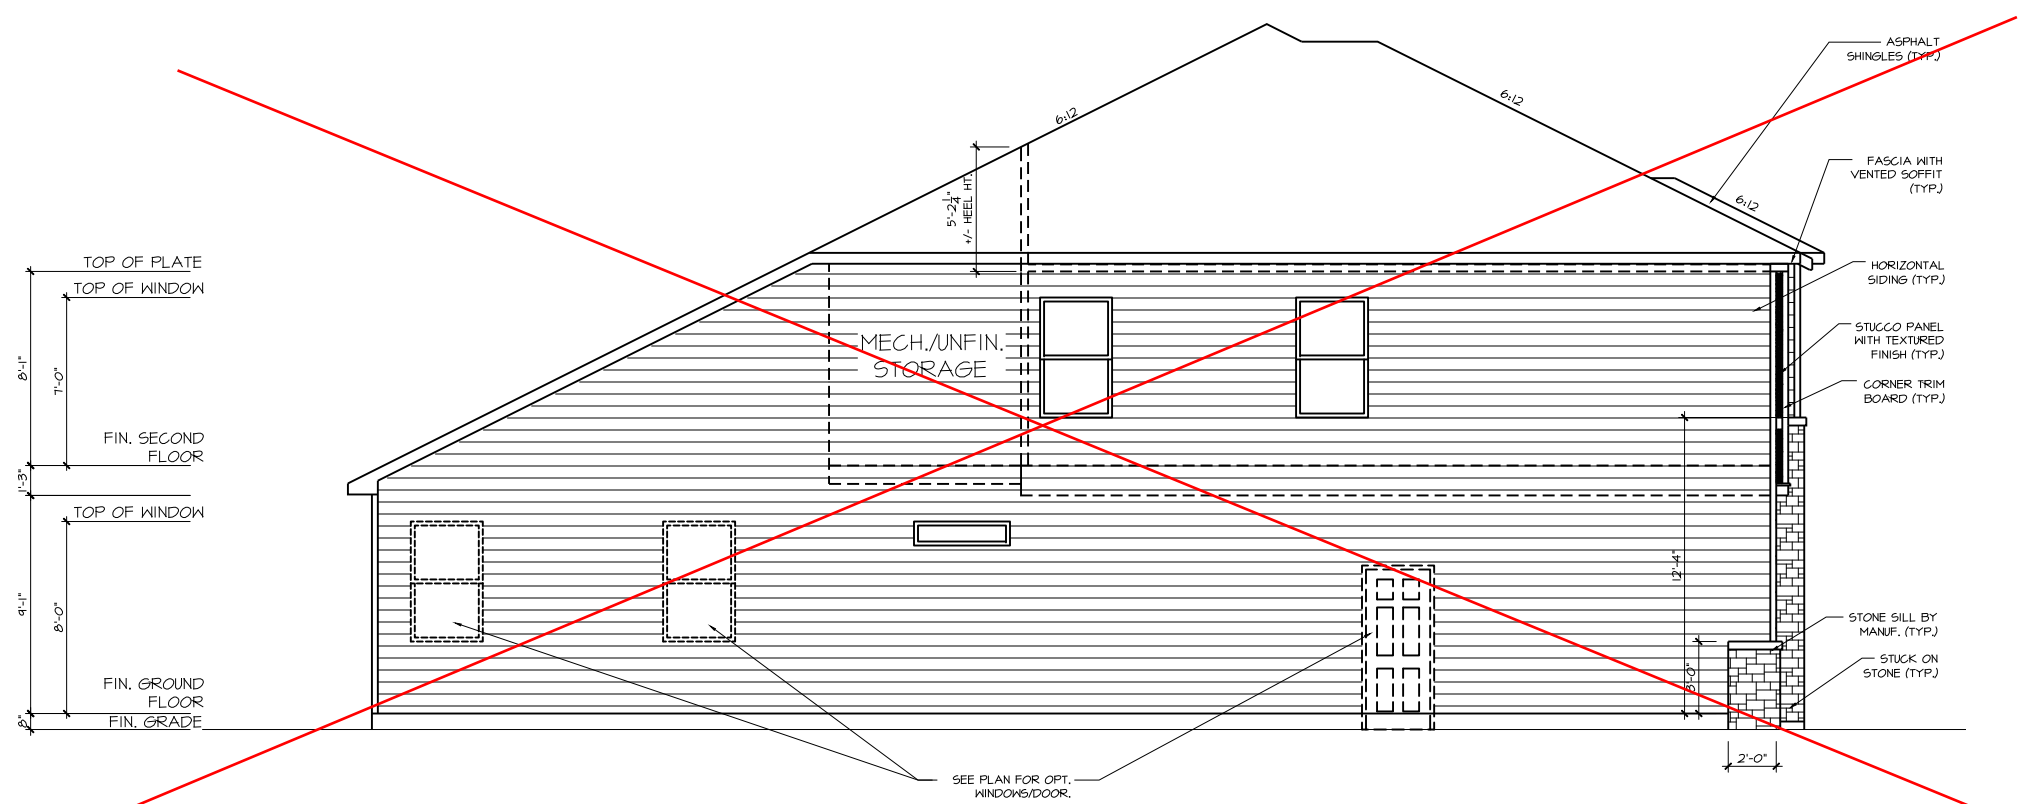 ASPHALT
SHINGLES (TYP.)
6:12
6:12
FASCIA WITH
VENTED SOFFIT
(TYP.)
6:12
5'-2 1/4"
+/- HEEL HT.
TOP OF PLATE
TOP OF WINDOW
HORIZONTAL
SIDING (TYP.)
STUCCO PANEL
WITH TEXTURED
FINISH (TYP.)
MECH./UNFIN.
STORAGE
8'-1"
7'-0"
CORNER TRIM
BOARD (TYP.)
FIN. SECOND
FLOOR
1'-3"
TOP OF WINDOW
12'-4"
9'-1"
8'-0"
STONE SILL BY
MANUF. (TYP.)
STUCK ON
STONE (TYP.)
3'-0"
FIN. GROUND
FLOOR
8"
FIN. GRADE
2'-0"
SEE PLAN FOR OPT.
WINDOWS/DOOR.